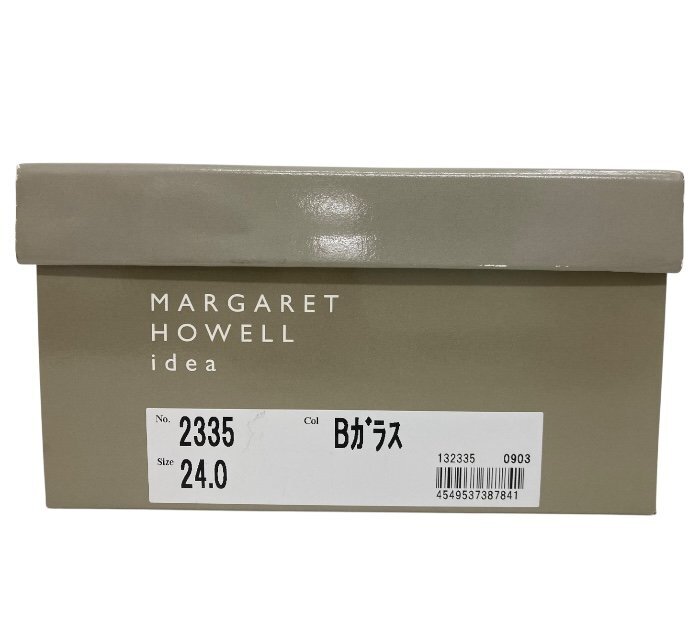 MARGARET
HOWELL
idea
No. 2335 Col Bｶﾞﾗｽ
Size 24.0
132335 0903
4549537387841